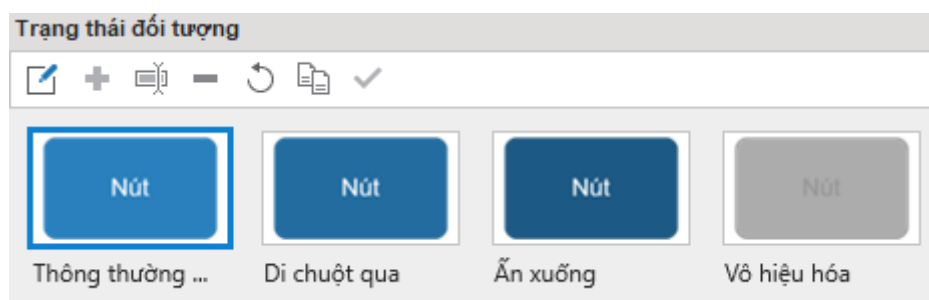 Trạng thái đối tượng
Nút Nút Nút Nút
Thông thường ... Di chuột qua Ấn xuống Vô hiệu hóa